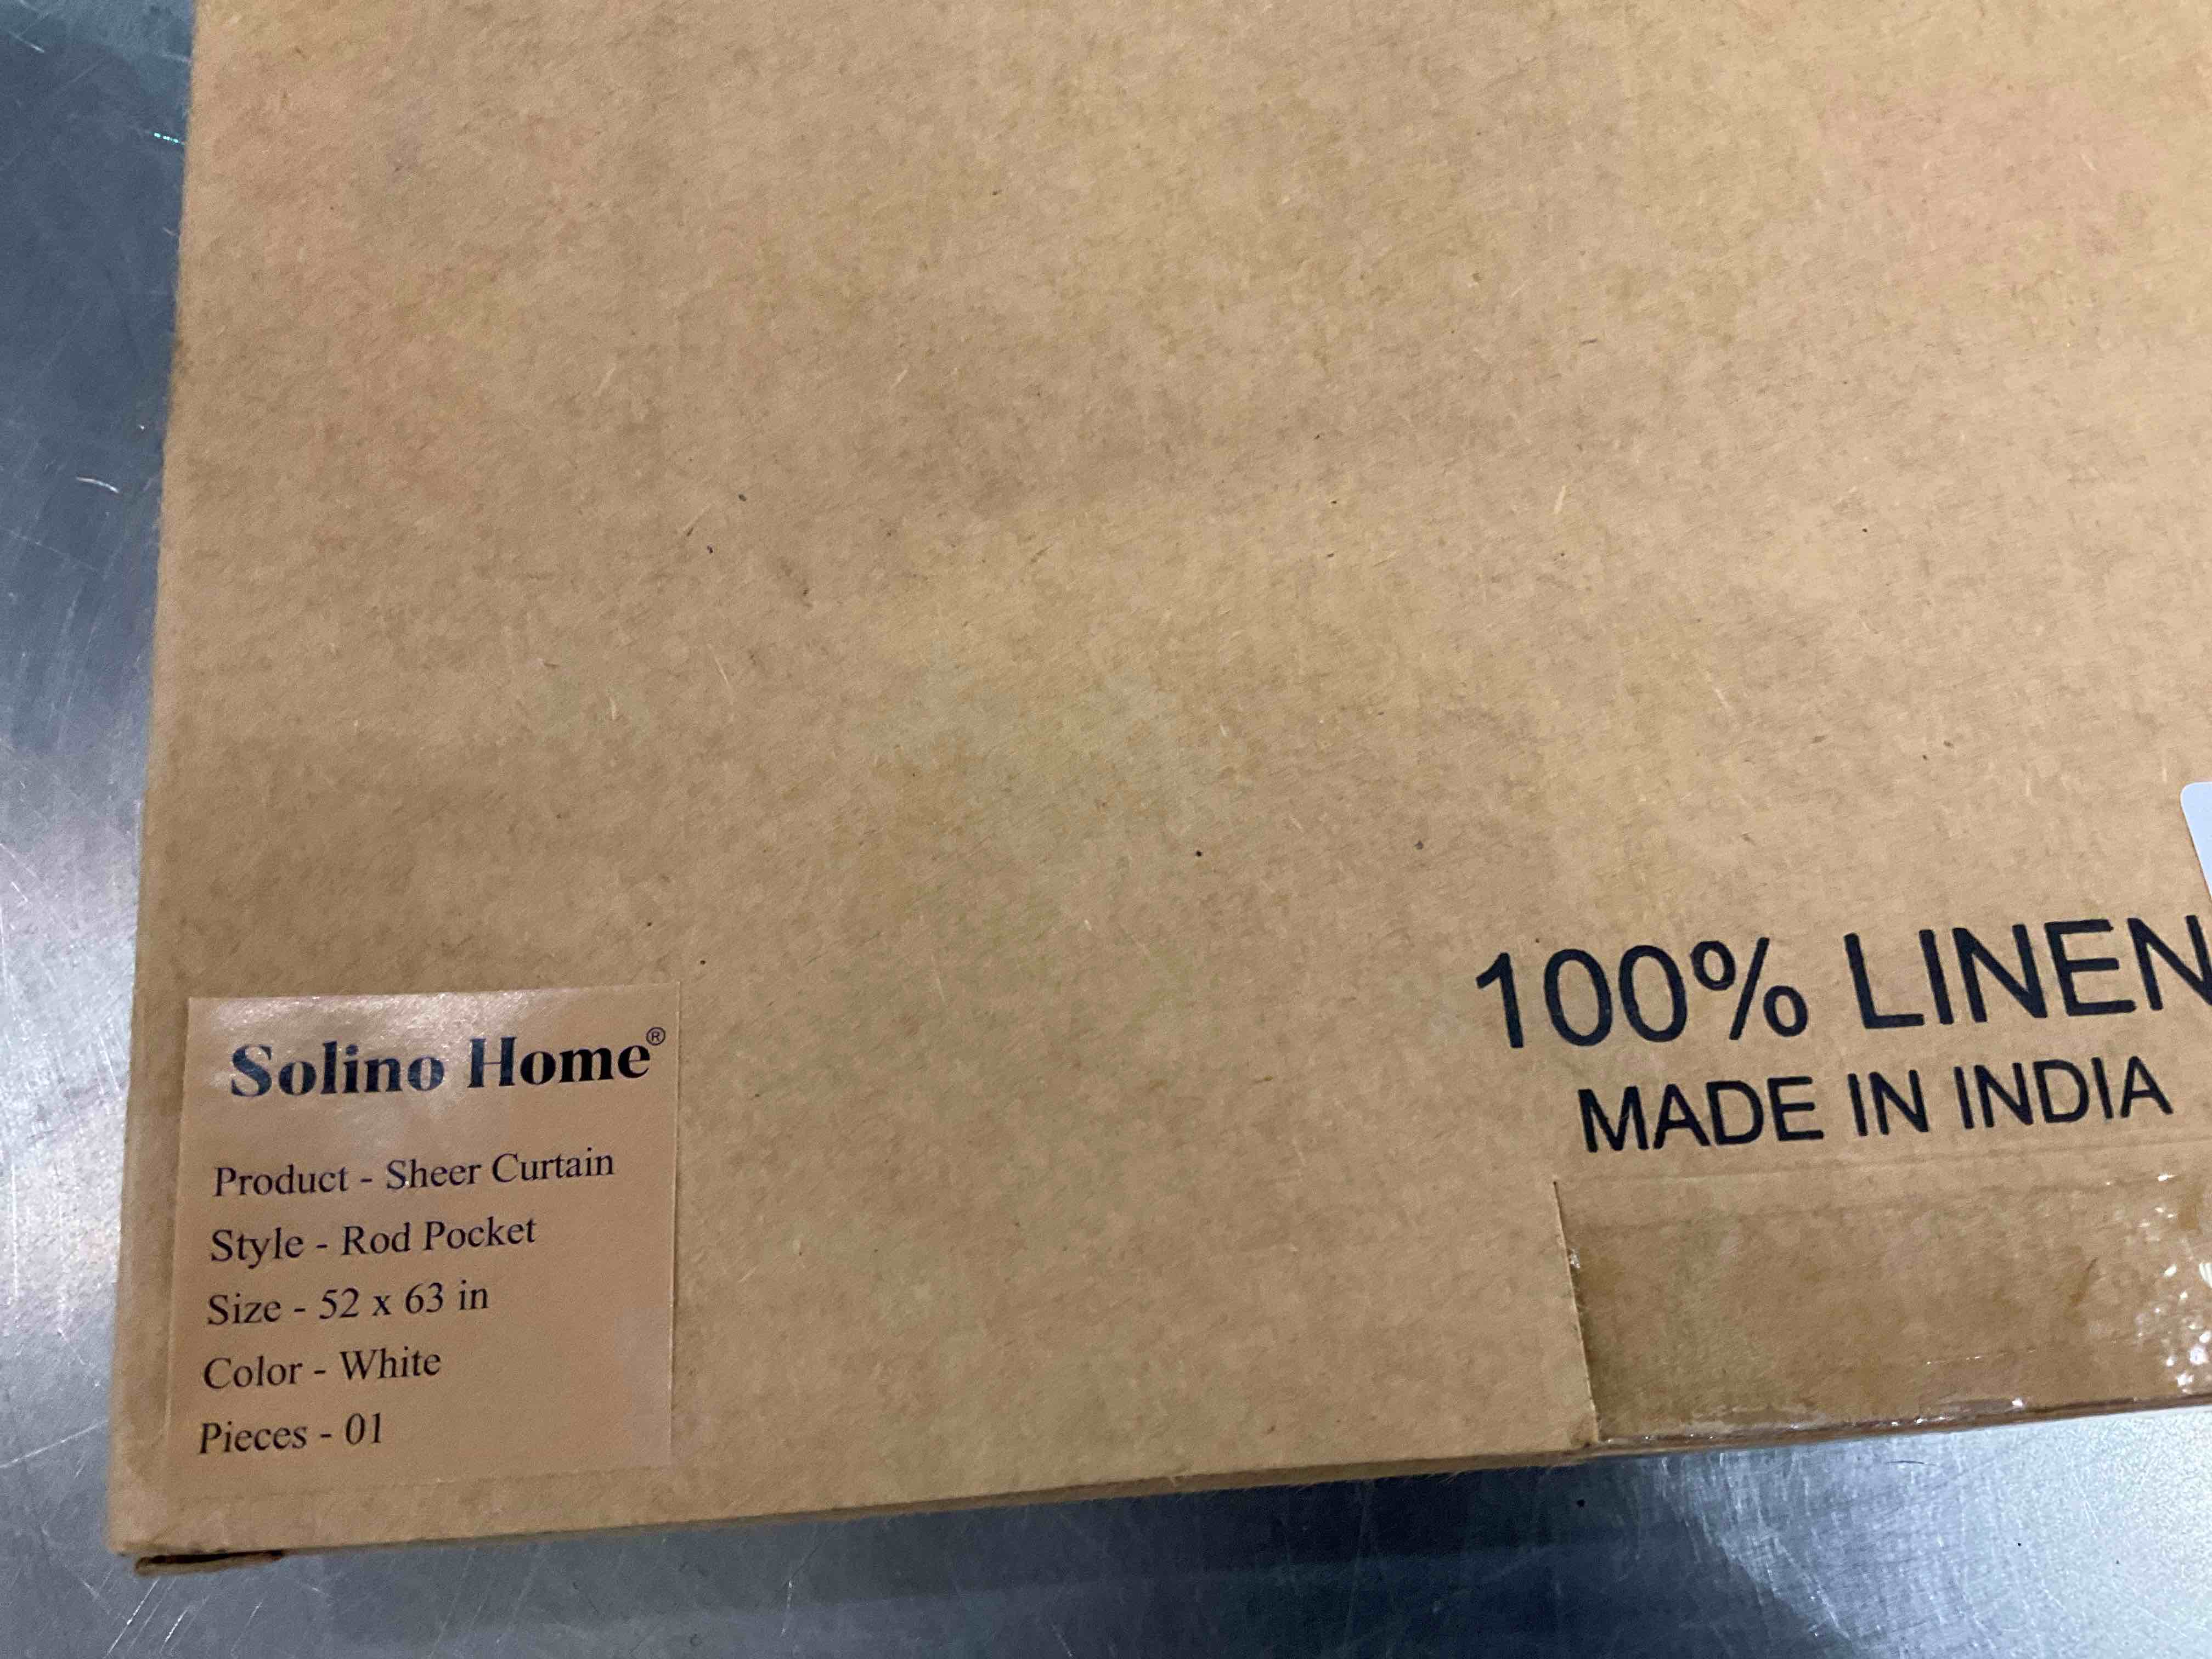 Solino Home®
Product - Sheer Curtain
Style - Rod Pocket
Size - 52 x 63 in
Color - White
Pieces - 01
100% LINEN
MADE IN INDIA